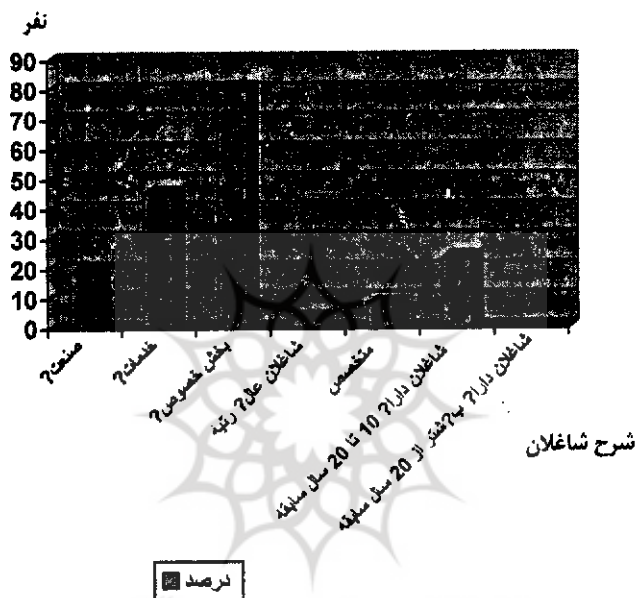 نفر
90
80
70
60
50
40
30
20
10
0
صنعت?
خدمات?
بخش خصوص?
شاغلان عال? رتبه
متخصص
شاغلان دارا? 10 تا 20 سال سابقه
شاغلان دارا? ب?شتر از 20 سال سابقه
شرح شاغلان
درصد